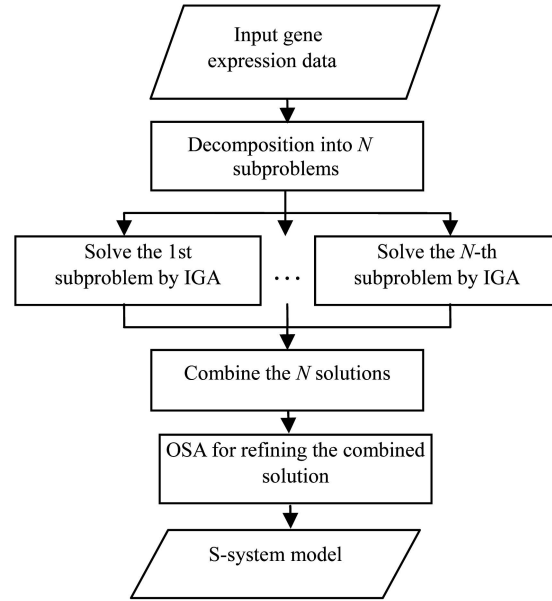 Input gene
expression data
Decomposition into N
subproblems
Solve the 1st
subproblem by IGA
...
Solve the N-th
subproblem by IGA
Combine the N solutions
OSA for refining the combined
solution
S-system model